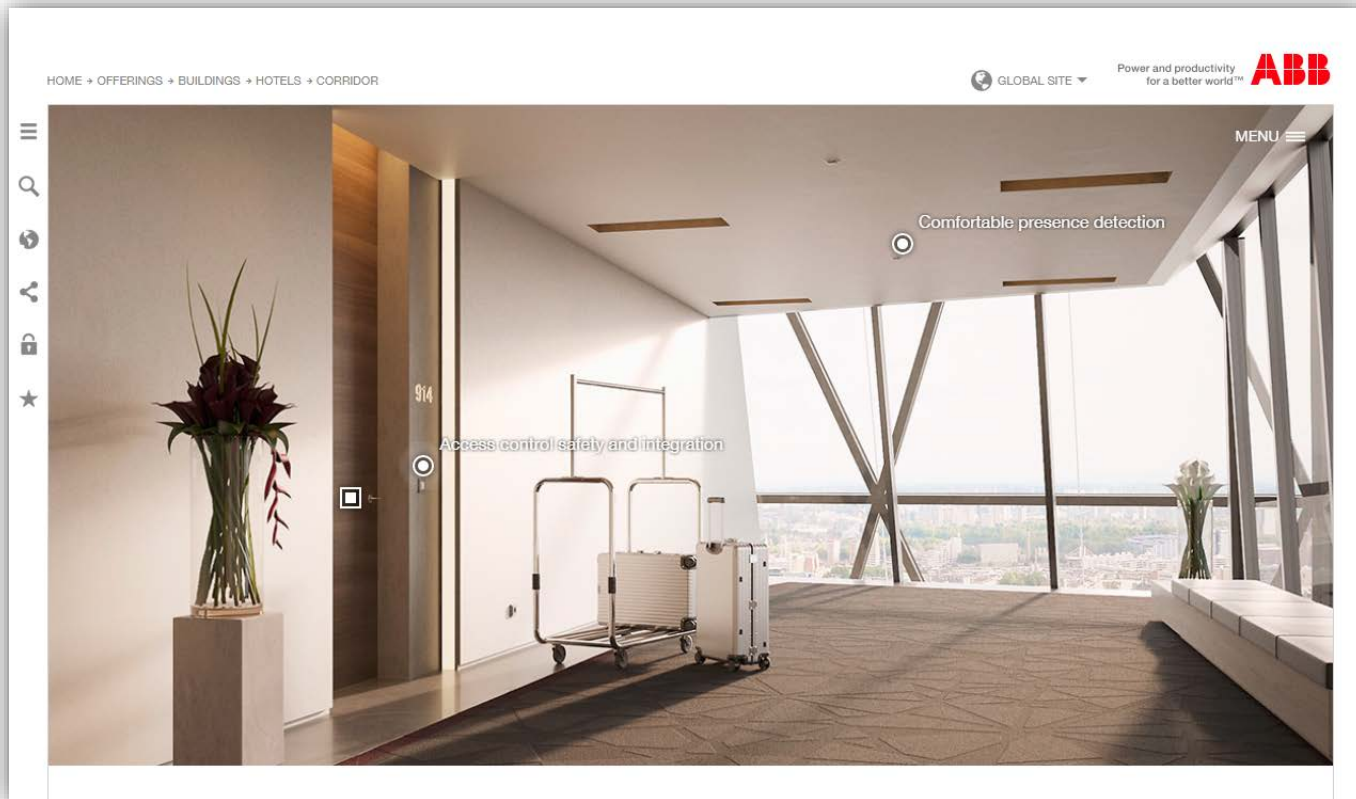 HOME → OFFERINGS → BUILDINGS → HOTELS → CORRIDOR
GLOBAL SITE
Power and productivity
for a better world™
ABB
MENU
Comfortable presence detection
914
Access control safety and integration